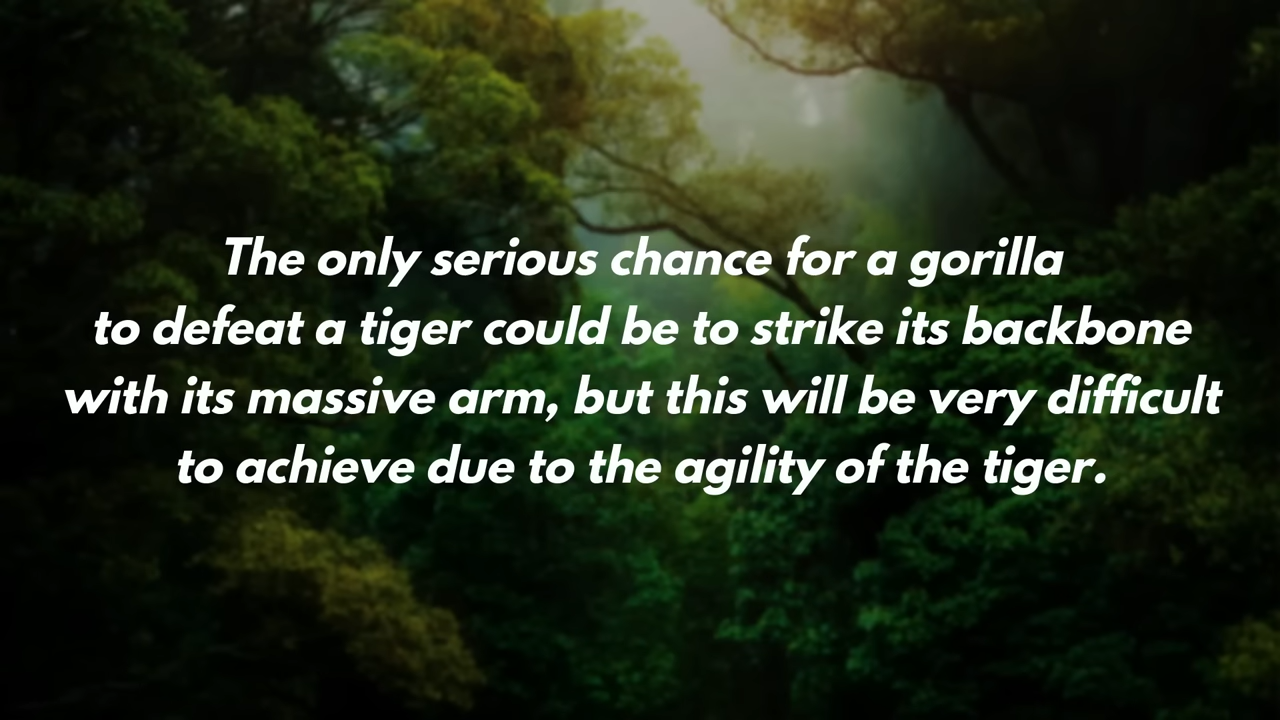 The only serious chance for a gorilla
to defeat a tiger could be to strike its backbone
with its massive arm, but this will be very difficult
to achieve due to the agility of the tiger.